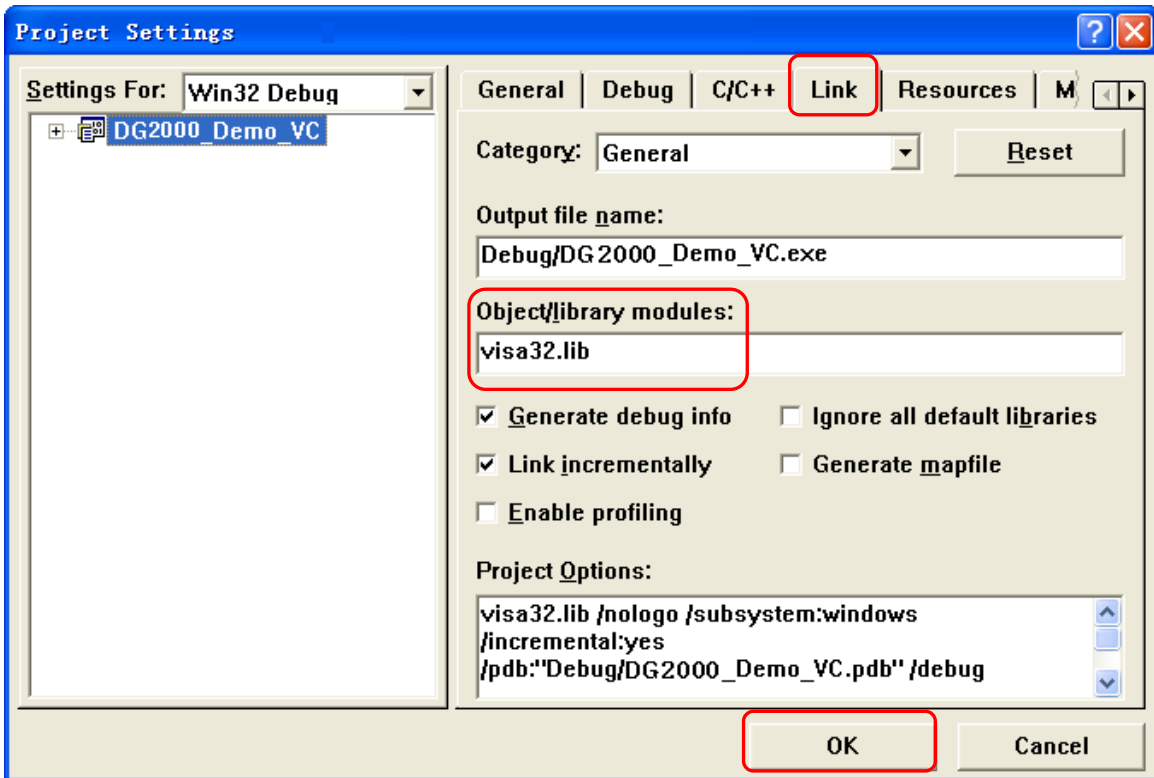 Project Settings
Settings For: Win32 Debug
DG2000_Demo_VC
General Debug C/C++ Link Resources M
Category: General Reset
Output file name:
Debug/DG2000_Demo_VC.exe
Object/library modules:
visa32.lib
Generate debug info Ignore all default libraries
Link incrementally Generate mapfile
Enable profiling
Project Options:
visa32.lib /nologo /subsystem:windows
/incremental:yes
/pdb:"Debug/DG2000_Demo_VC.pdb" /debug
OK Cancel